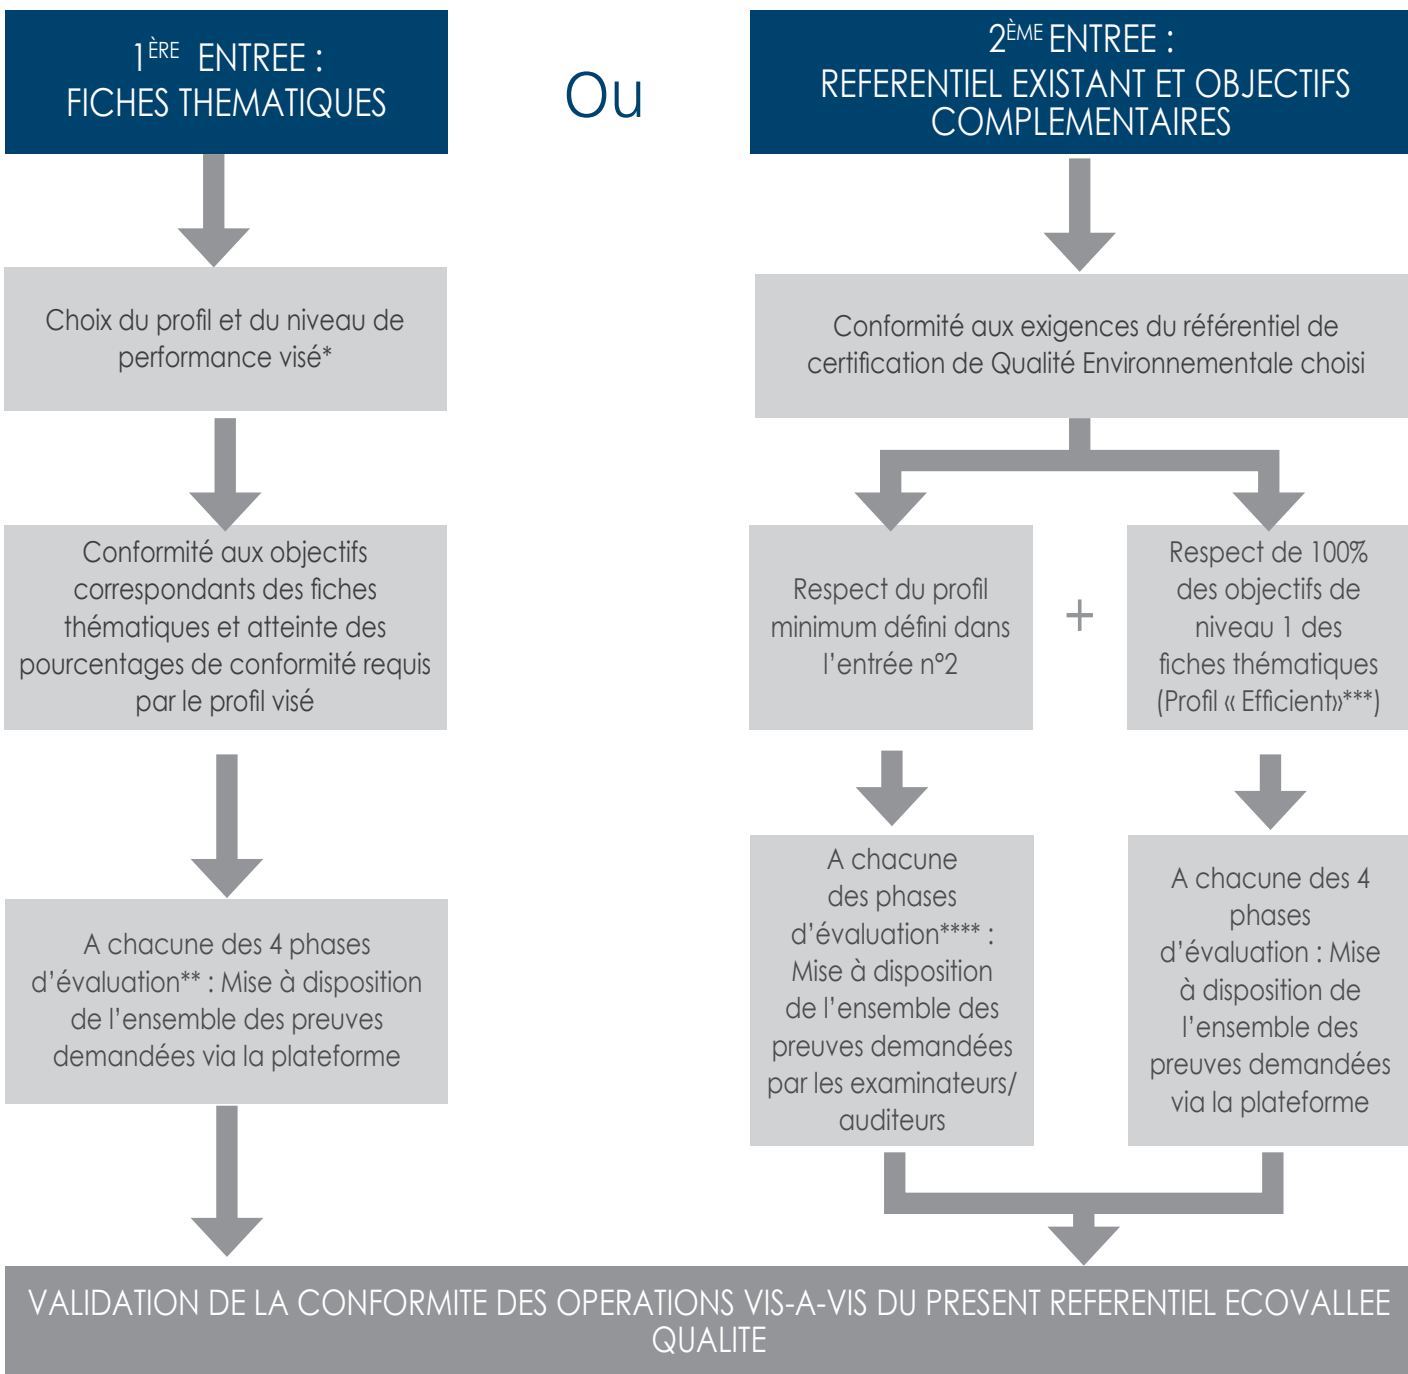 1ÈRE ENTREE :
FICHES THEMATIQUES
Ou
2ÈME ENTREE :
REFERENTIEL EXISTANT ET OBJECTIFS
COMPLEMENTAIRES
Choix du profil et du niveau de
performance visé*
Conformité aux objectifs
correspondants des fiches
thématiques et atteinte des
pourcentages de conformité requis
par le profil visé
A chacune des 4 phases
d'évaluation** : Mise à disposition
de l'ensemble des preuves
demandées via la plateforme
Conformité aux exigences du référentiel de
certification de Qualité Environnementale choisi
Respect du profil
minimum défini dans
l'entrée n°2
+
Respect de 100%
des objectifs de
niveau 1 des
fiches thématiques
(Profil « Efficient»***)
A chacune
des phases
d'évaluation**** :
Mise à disposition
de l'ensemble des
preuves demandées
par les examinateurs/
auditeurs
A chacune des 4
phases
d'évaluation : Mise
à disposition de
l'ensemble des
preuves demandées
via la plateforme
VALIDATION DE LA CONFORMITE DES OPERATIONS VIS-A-VIS DU PRESENT REFERENTIEL ECOVALLEE
QUALITE